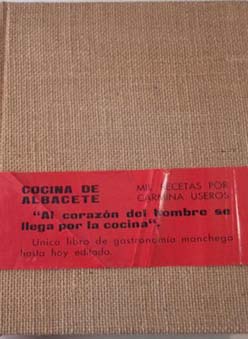 COCINA DE ALBACETE
MIL RECETAS POR CARMINA USEROS
"Al corazón del hombre se
llega por la cocina".
Unico libro de gastronomía manchega
hasta hoy editado.